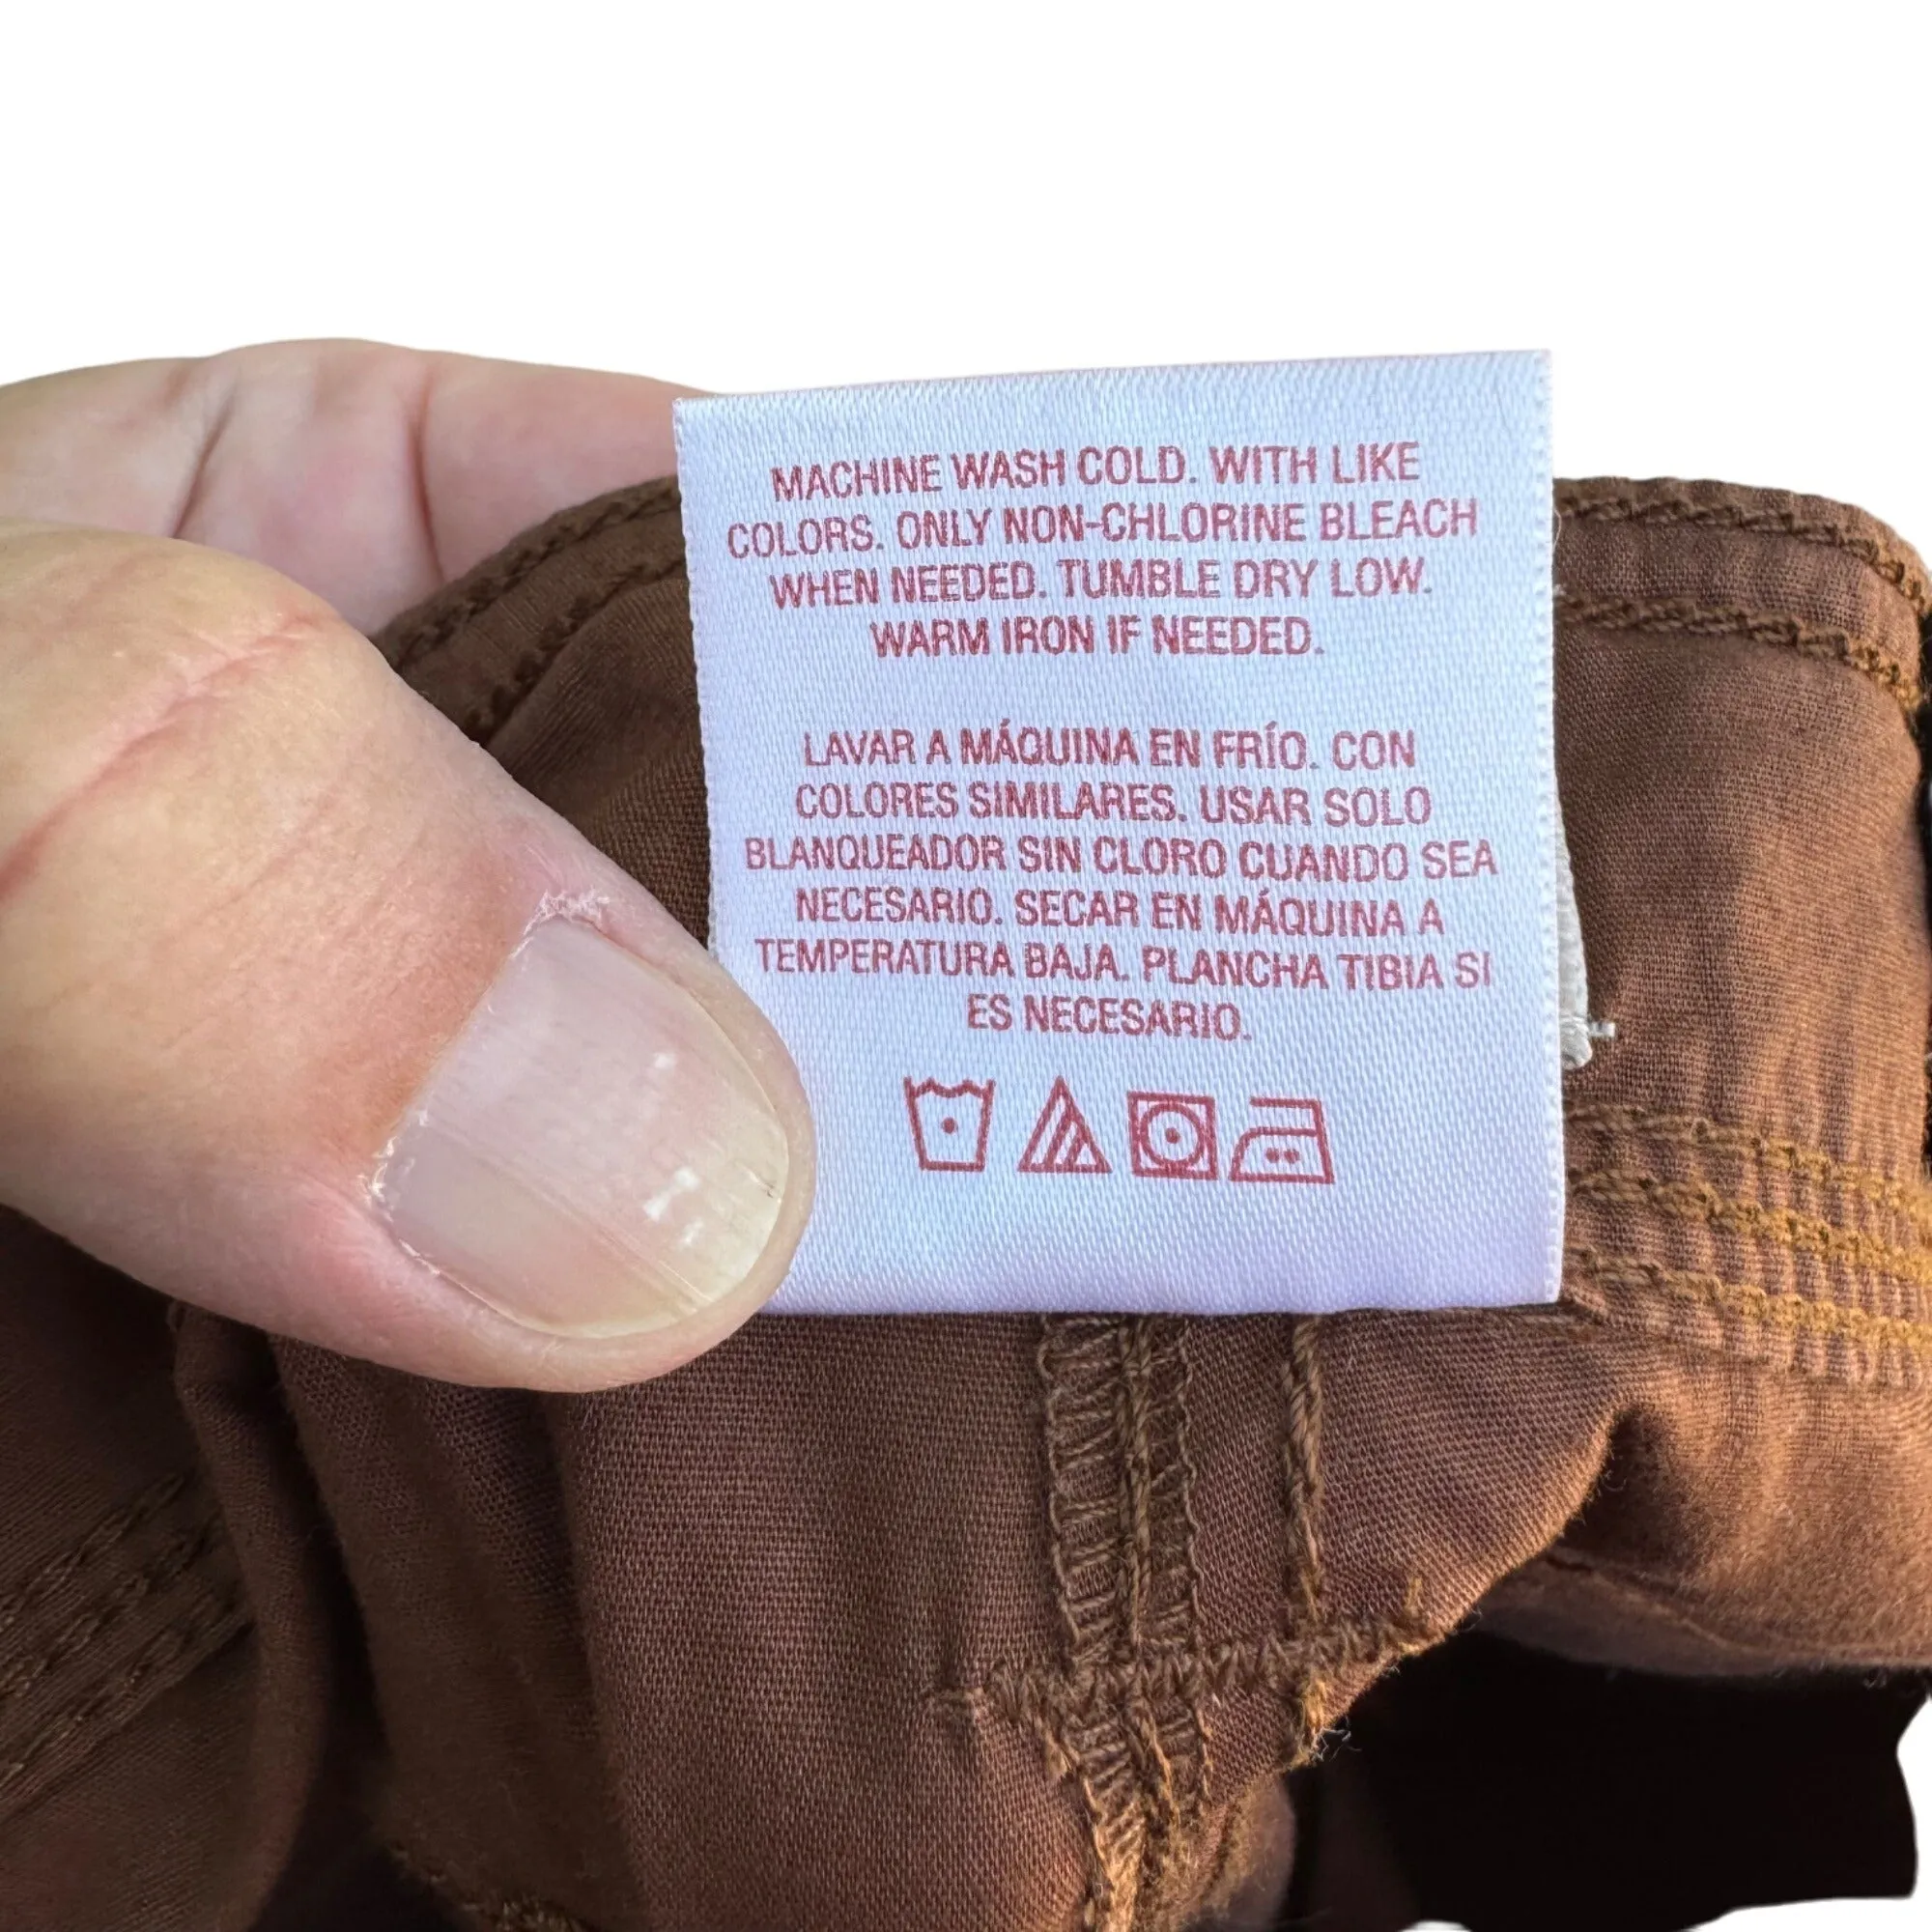 MACHINE WASH COLD. WITH LIKE
COLORS. ONLY NON-CHLORINE BLEACH
WHEN NEEDED. TUMBLE DRY LOW.
WARM IRON IF NEEDED.
LAVAR A MÁQUINA EN FRÍO. CON
COLORES SIMILARES. USAR SOLO
BLANQUEADOR SIN CLORO CUANDO SEA
NECESARIO. SECAR EN MÁQUINA A
TEMPERATURA BAJA. PLANCHA TIBIA SI
ES NECESARIO.